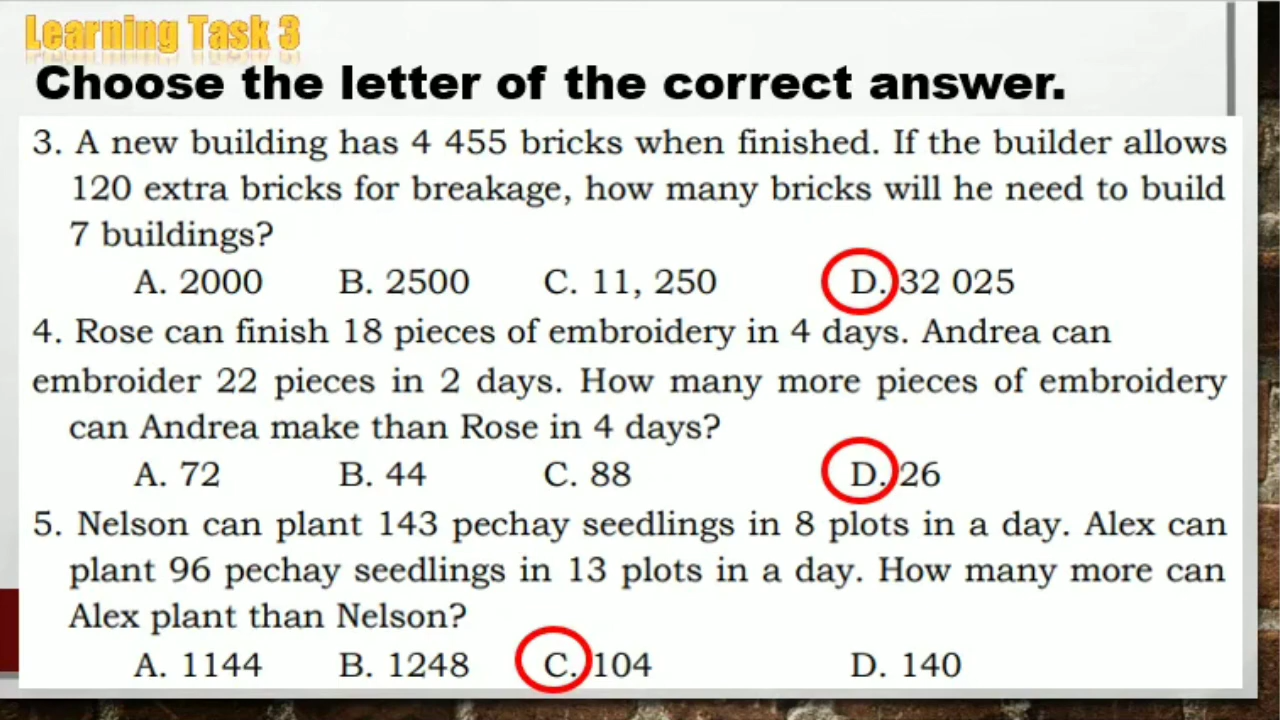 Learning Task 3
Choose the letter of the correct answer.
3. A new building has 4 455 bricks when finished. If the builder allows
120 extra bricks for breakage, how many bricks will he need to build
7 buildings?
A. 2000 B. 2500 C. 11, 250 D. 32 025
4. Rose can finish 18 pieces of embroidery in 4 days. Andrea can
embroider 22 pieces in 2 days. How many more pieces of embroidery
can Andrea make than Rose in 4 days?
A. 72 B. 44 C. 88 D. 26
5. Nelson can plant 143 pechay seedlings in 8 plots in a day. Alex can
plant 96 pechay seedlings in 13 plots in a day. How many more can
Alex plant than Nelson?
A. 1144 B. 1248 C. 104 D. 140